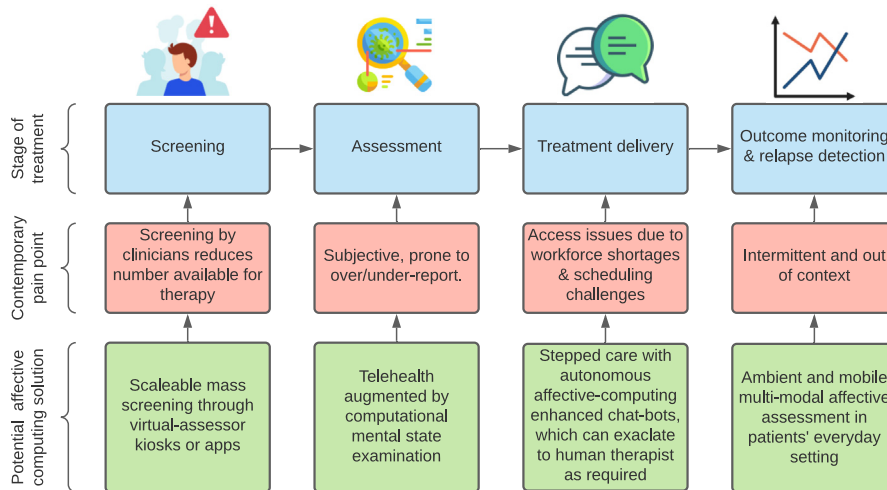 Stage of
treatment
Screening
Assessment
Treatment delivery
Outcome monitoring
& relapse detection
Contemporary
pain point
Screening by
clinicians reduces
number available for
therapy
Subjective, prone to
over/under-report.
Access issues due to
workforce shortages
& scheduling
challenges
Intermittent and out
of context
Potential affective
computing solution
Scaleable mass
screening through
virtual-assessor
kiosks or apps
Telehealth
augmented by
computational
mental state
examination
Stepped care with
autonomous
affective-computing
enhanced chat-bots,
which can exaclate
to human therapist
as required
Ambient and mobile
multi-modal affective
assessment in
patients' everyday
setting